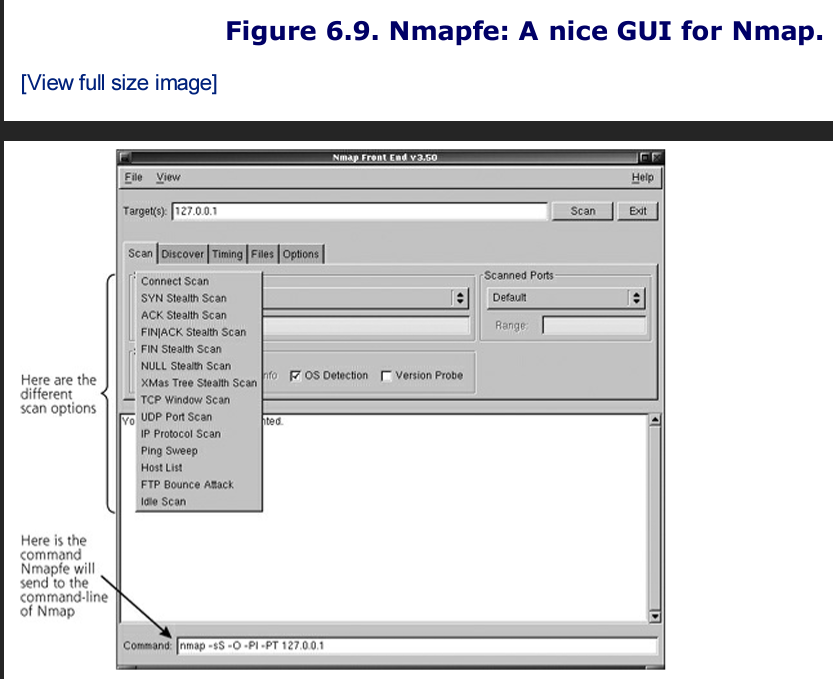 Figure 6.9. Nmapfe: A nice GUI for Nmap.
[View full size image]
Nmap Front End v3.50
File View Help
Target(s): 127.0.0.1 Scan Exit
Scan Discover Timing Files Options
Connect Scan
SYN Stealth Scan
ACK Stealth Scan
FIN|ACK Stealth Scan
FIN Stealth Scan
NULL Stealth Scan
XMas Tree Stealth Scan
TCP Window Scan
UDP Port Scan
IP Protocol Scan
Ping Sweep
Host List
FTP Bounce Attack
Idle Scan
Scanned Ports
Default
Range:
nfo OS Detection Version Probe
Yo nted.
Here are the
different
scan options
Here is the
command
Nmapfe will
send to the
command-line
of Nmap
Command: nmap -sS -O -PI -PT 127.0.0.1